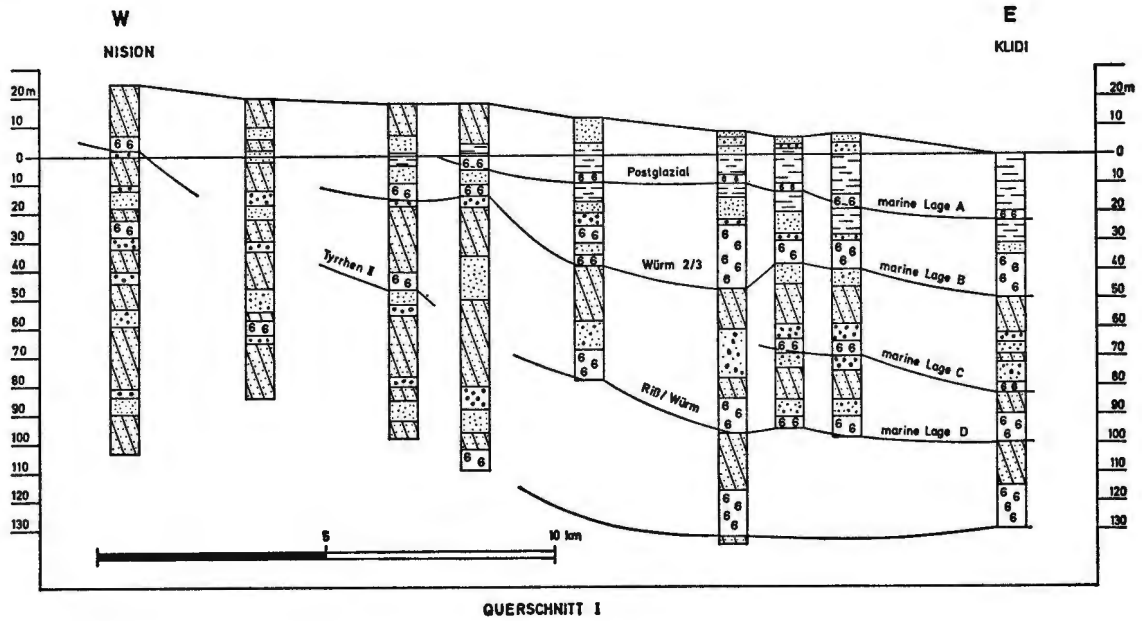 W
E
NISION
KLIDI
20m
10
0
10
20
30
40
50
60
70
80
90
100
110
120
130
20m
10
0
10
20
30
40
50
60
70
80
90
100
110
120
130
Postglazial
marine Lage A
Tyrrhen II
Würm 2/3
marine Lage B
marine Lage C
Riß/Würm
marine Lage D
5
10 km
QUERSCHNITT I